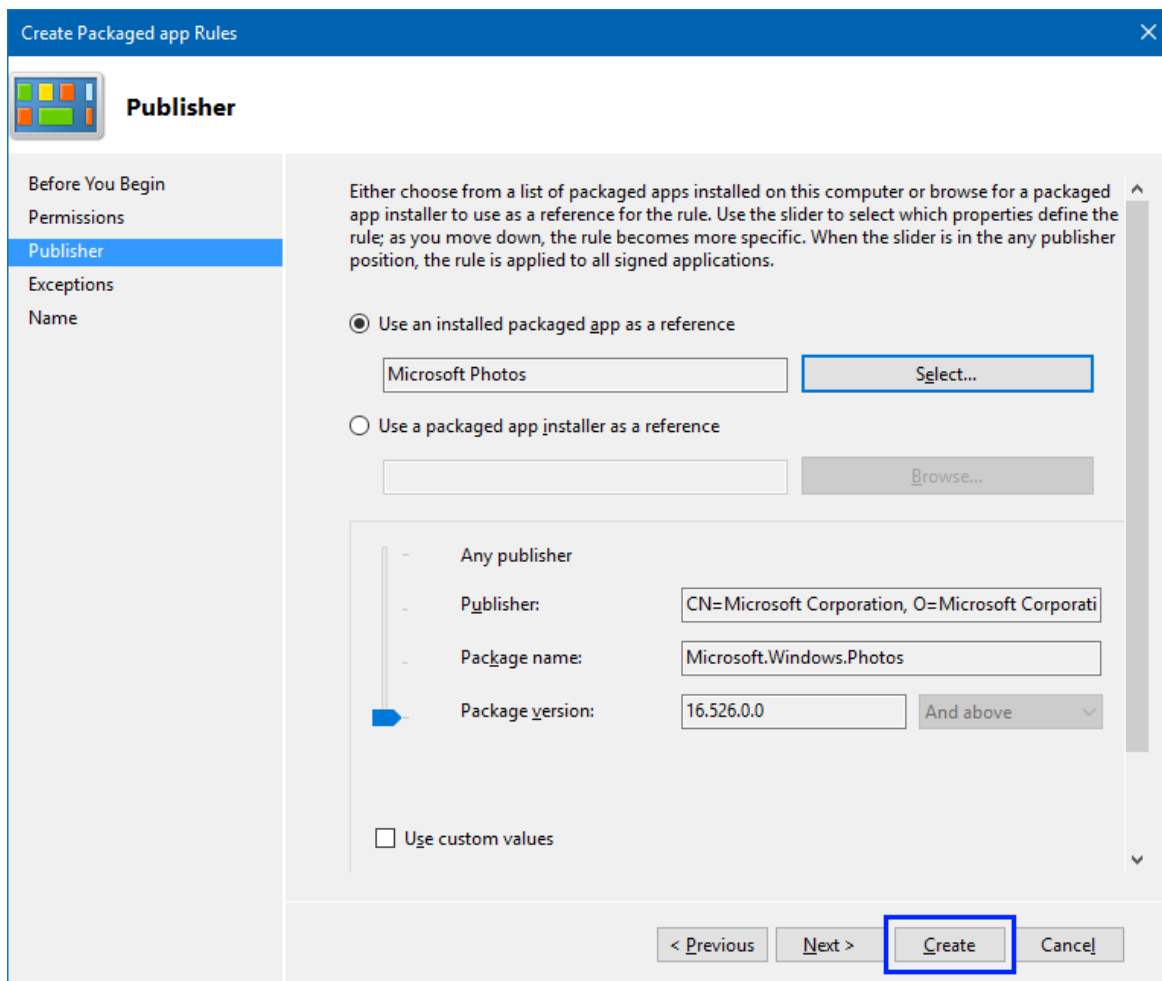 Create Packaged app Rules
Publisher
Before You Begin
Permissions
Publisher
Exceptions
Name
Either choose from a list of packaged apps installed on this computer or browse for a packaged
app installer to use as a reference for the rule. Use the slider to select which properties define the
rule; as you move down, the rule becomes more specific. When the slider is in the any publisher
position, the rule is applied to all signed applications.
Use an installed packaged app as a reference
Microsoft Photos
Select...
Use a packaged app installer as a reference
Browse...
Any publisher
Publisher:
CN=Microsoft Corporation, O=Microsoft Corporati
Package name:
Microsoft.Windows.Photos
Package version:
16.526.0.0
And above
Use custom values
< Previous
Next >
Create
Cancel